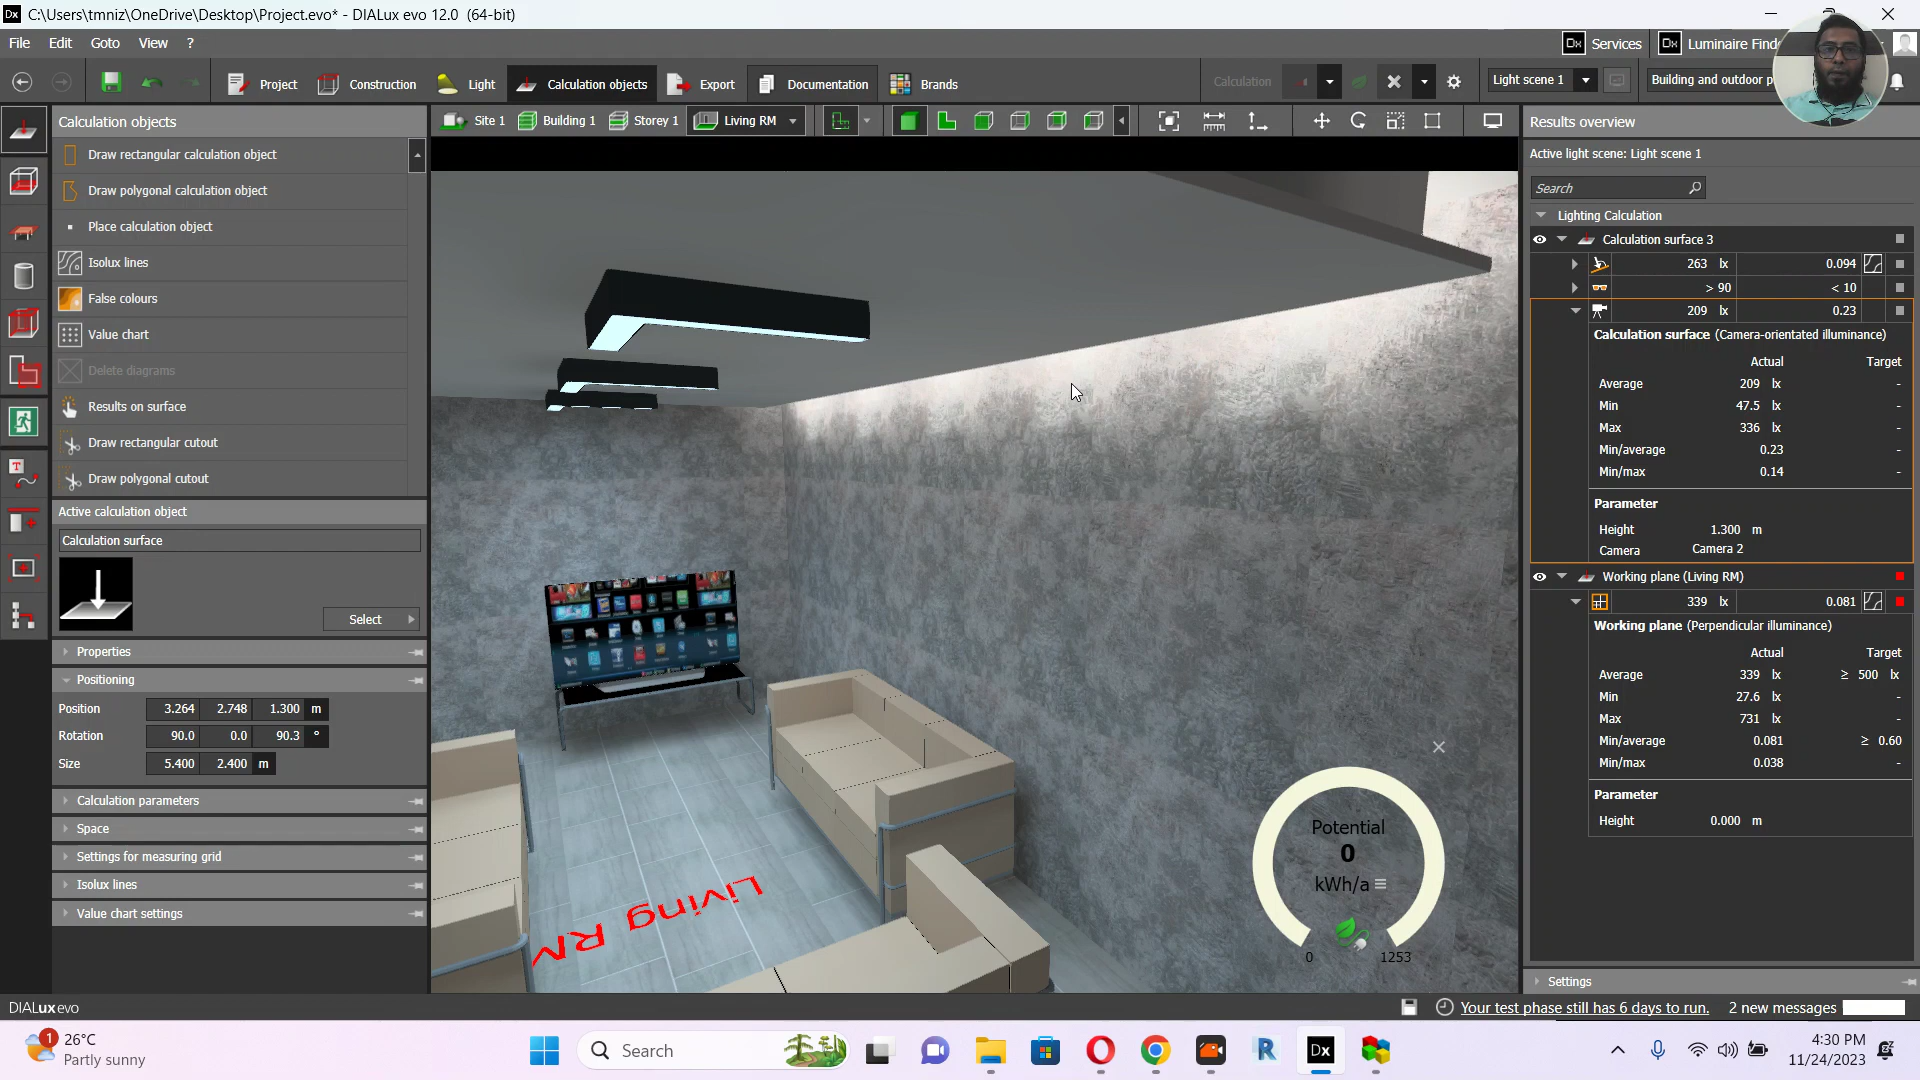 Dx C:\Users\tmniz\OneDrive\Desktop\Project.evo* - DIALux evo 12.0 (64-bit)
File Edit Goto View ?
Dx Services Dx Luminaire Find
Project Construction Light Calculation objects Export Documentation Brands Calculation Light scene 1 Building and outdoor p
Calculation objects
Site 1 Building 1 Storey 1 Living RM
Draw rectangular calculation object
Draw polygonal calculation object
Place calculation object
Isolux lines
False colours
Value chart
Delete diagrams
Results on surface
Draw rectangular cutout
Draw polygonal cutout
Active calculation object
Calculation surface
Select
Properties
Positioning
Position 3.264 2.748 1.300 m
Rotation 90.0 0.0 90.3 °
Size 5.400 2.400 m
Calculation parameters
Space
Settings for measuring grid
Isolux lines
Value chart settings
Living RM
Potential
0
kWh/a
0 1253
Results overview
Active light scene: Light scene 1
Search
Lighting Calculation
Calculation surface 3
263 lx 0.094
> 90 < 10
209 lx 0.23
Calculation surface (Camera-orientated illuminance)
Actual Target
Average 209 lx -
Min 47.5 lx -
Max 336 lx -
Min/average 0.23 -
Min/max 0.14 -
Parameter
Height 1.300 m
Camera Camera 2
Working plane (Living RM)
339 lx 0.081
Working plane (Perpendicular illuminance)
Actual Target
Average 339 lx ≥ 500 lx
Min 27.6 lx -
Max 731 lx -
Min/average 0.081 ≥ 0.60
Min/max 0.038 -
Parameter
Height 0.000 m
Settings
DIALux evo
Your test phase still has 6 days to run. 2 new messages
1 26°C
Partly sunny
Search
R
Dx
4:30 PM
11/24/2023